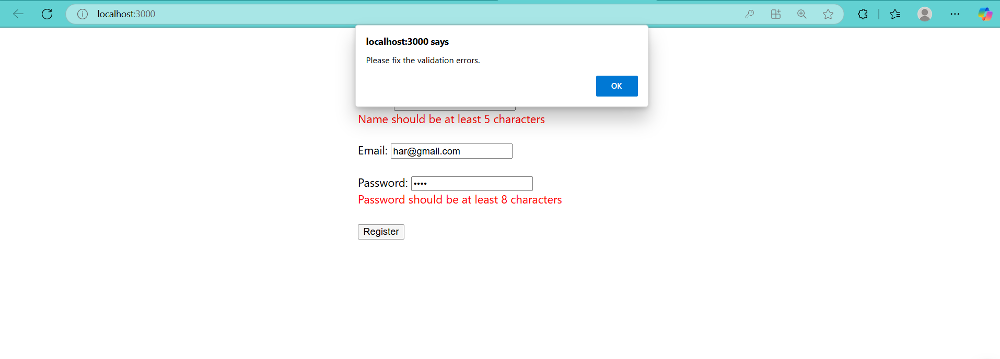 localhost:3000
localhost:3000 says
Please fix the validation errors.
OK
Name should be at least 5 characters
Email: har@gmail.com
Password: ••••
Password should be at least 8 characters
Register